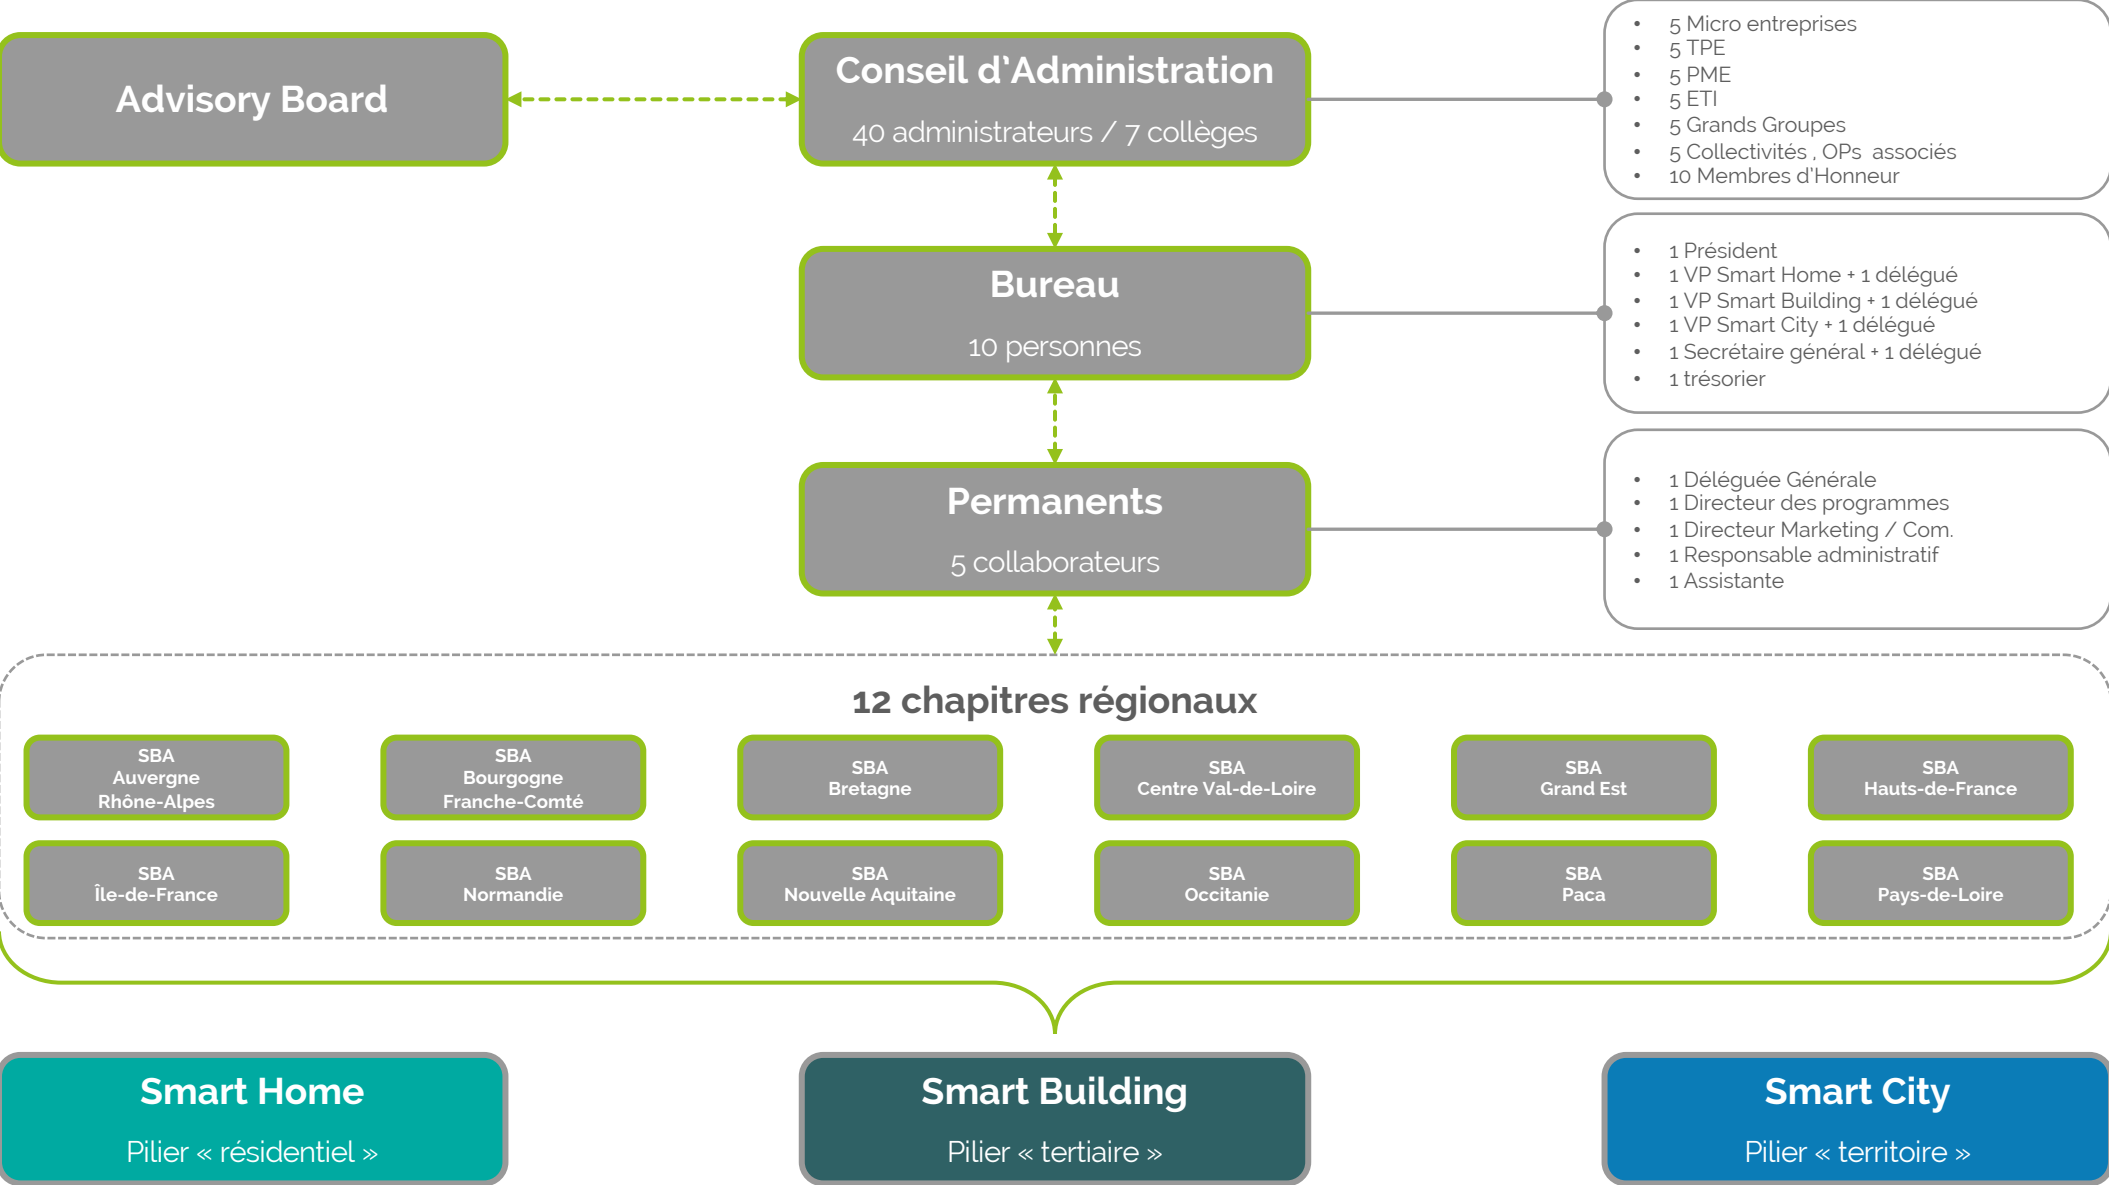 Advisory Board
Conseil d'Administration
40 administrateurs / 7 collèges
• 5 Micro entreprises
• 5 TPE
• 5 PME
• 5 ETI
• 5 Grands Groupes
• 5 Collectivités , OPs associés
• 10 Membres d'Honneur
Bureau
10 personnes
• 1 Président
• 1 VP Smart Home + 1 délégué
• 1 VP Smart Building + 1 délégué
• 1 VP Smart City + 1 délégué
• 1 Secrétaire général + 1 délégué
• 1 trésorier
Permanents
5 collaborateurs
• 1 Déléguée Générale
• 1 Directeur des programmes
• 1 Directeur Marketing / Com.
• 1 Responsable administratif
• 1 Assistante
12 chapitres régionaux
SBA
Auvergne
Rhône-Alpes
SBA
Bourgogne
Franche-Comté
SBA
Bretagne
SBA
Centre Val-de-Loire
SBA
Grand Est
SBA
Hauts-de-France
SBA
Île-de-France
SBA
Normandie
SBA
Nouvelle Aquitaine
SBA
Occitanie
SBA
Paca
SBA
Pays-de-Loire
Smart Home
Pilier « résidentiel »
Smart Building
Pilier « tertiaire »
Smart City
Pilier « territoire »